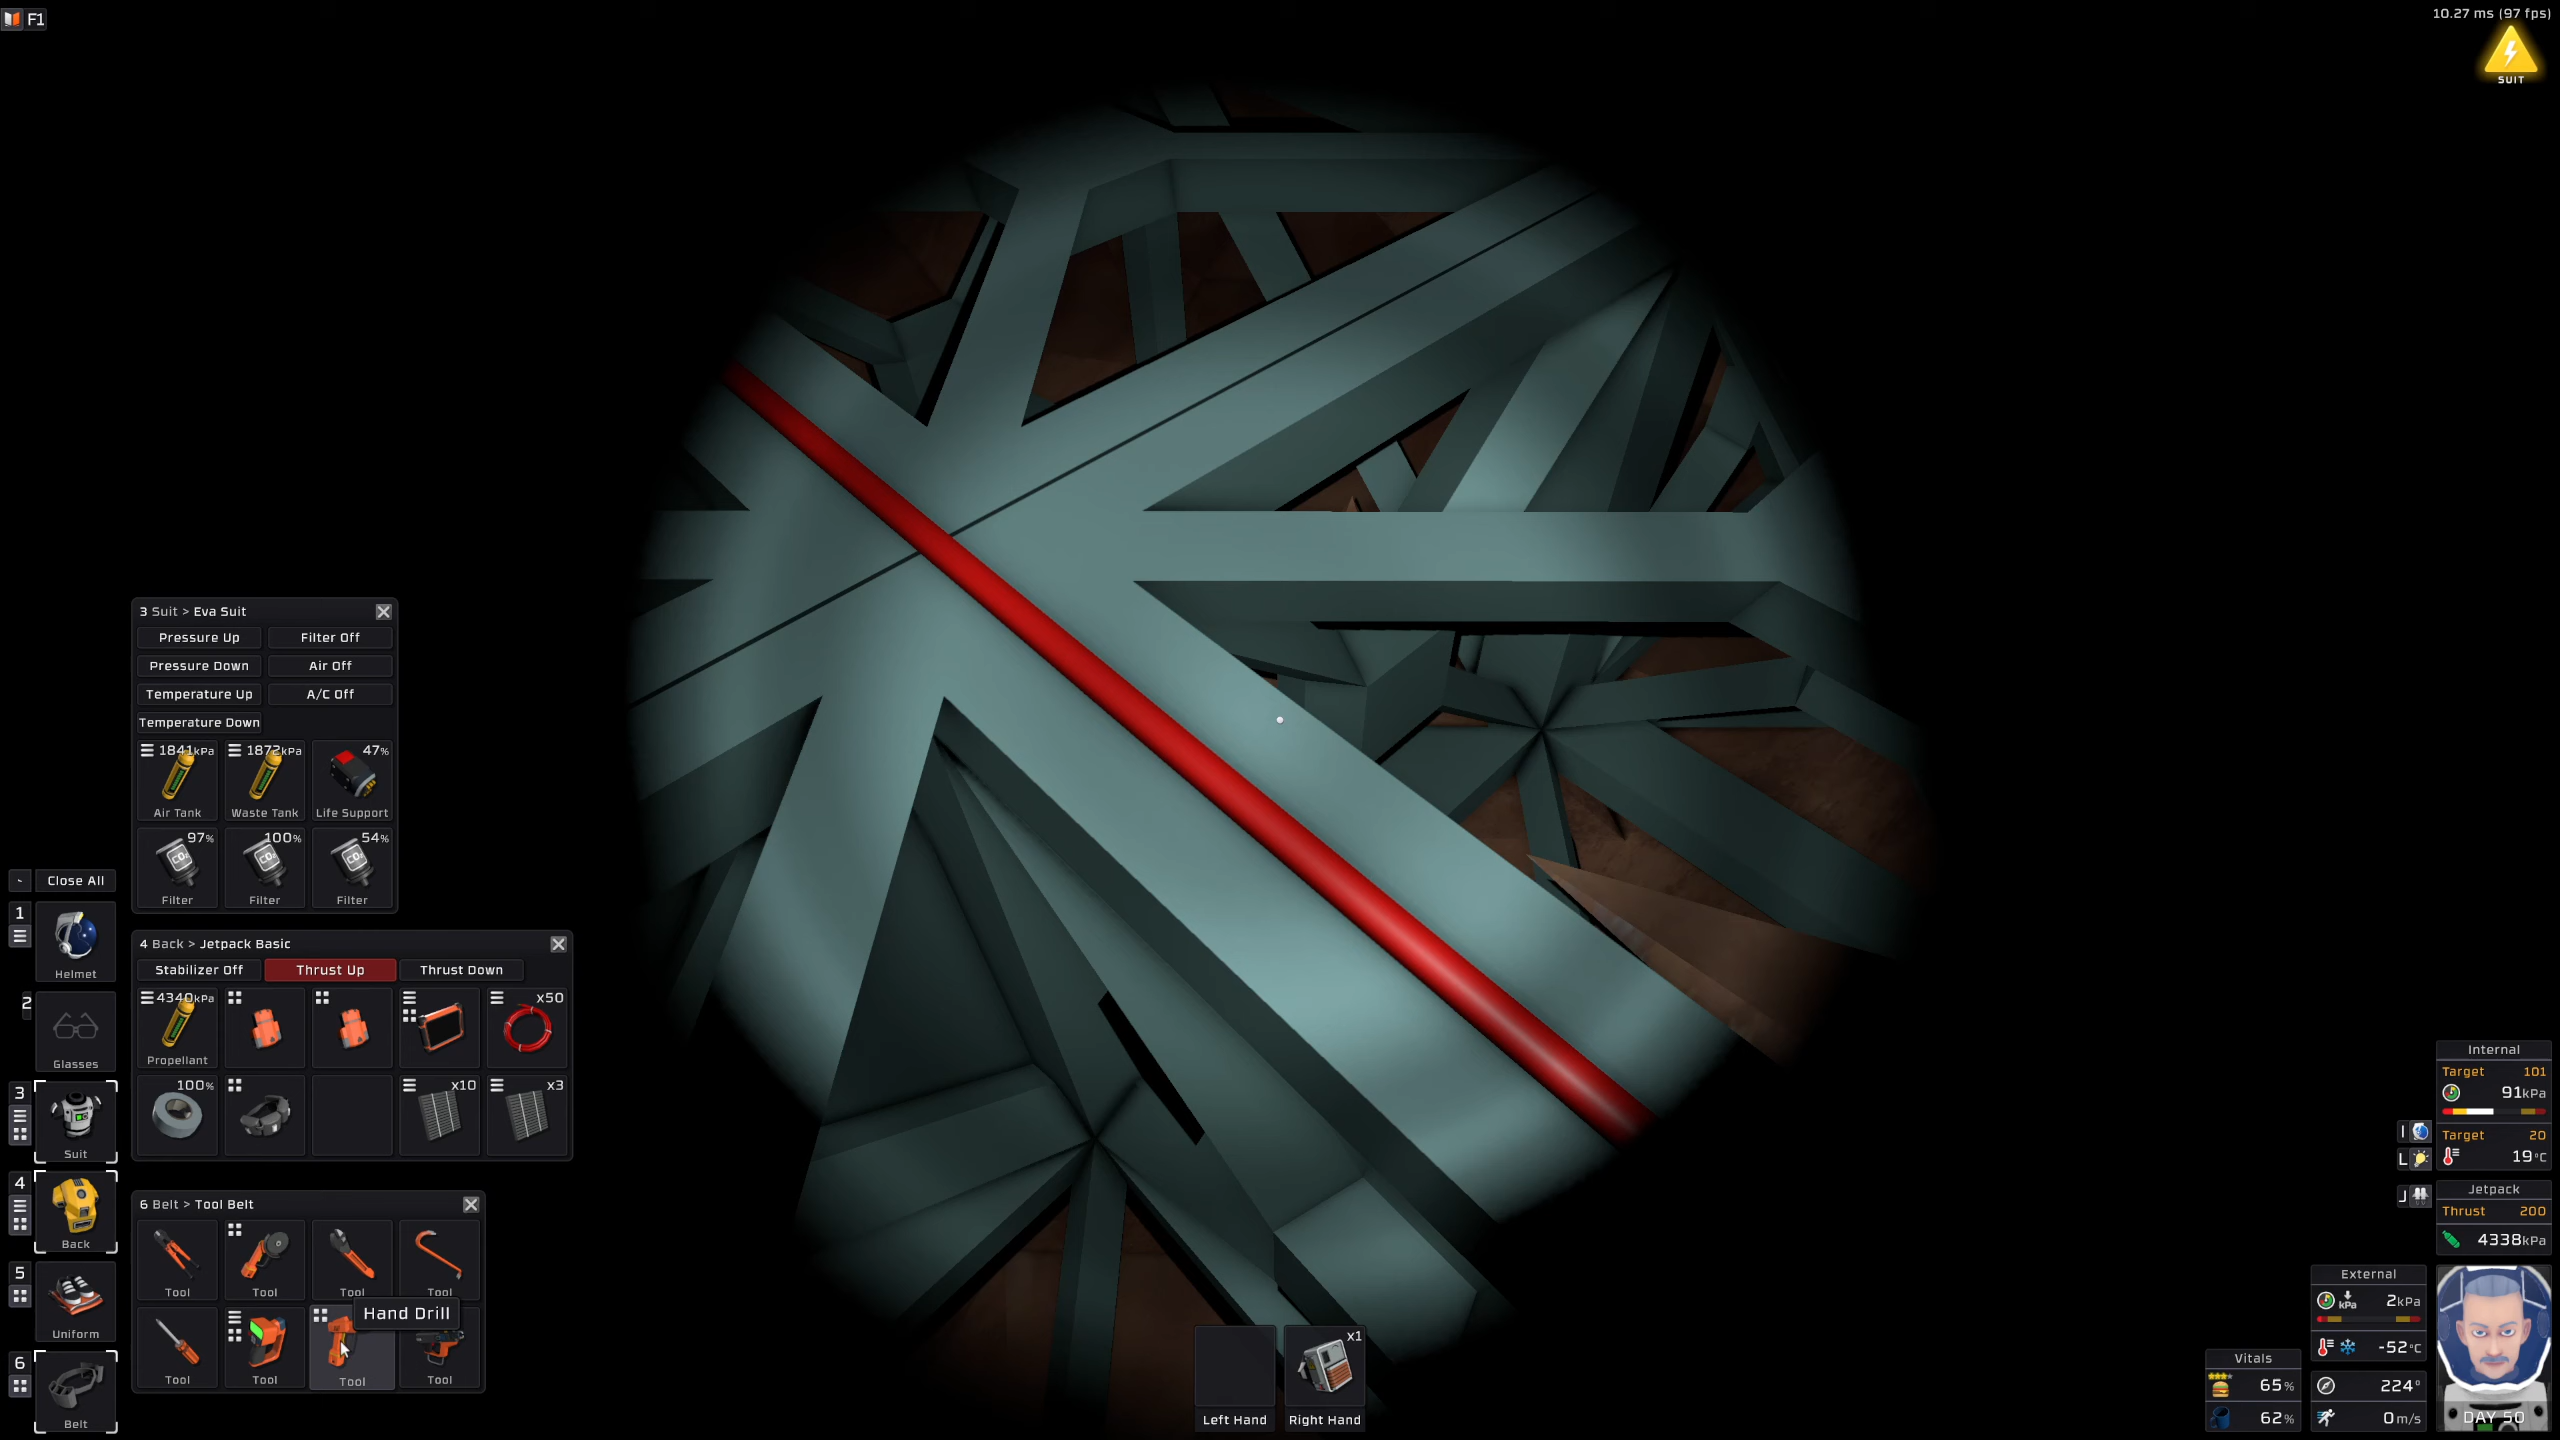 F1
10.27 ms (97 fps)
SUIT
3 Suit > Eva Suit
Pressure Up
Filter Off
Pressure Down
Air Off
Temperature Up
A/C Off
Temperature Down
1841kPa
1872kPa
47%
Air Tank
Waste Tank
Life Support
97%
100%
54%
CO₂
CO₂
CO₂
Filter
Filter
Filter
~ Close All
1
Helmet
2
Glasses
3
Suit
4
Back
5
Uniform
6
Belt
4 Back > Jetpack Basic
Stabilizer Off
Thrust Up
Thrust Down
4340kPa
x50
Propellant
100%
x10
x3
6 Belt > Tool Belt
Tool
Tool
Tool
Tool
Hand Drill
Tool
Tool
Tool
Tool
x1
Left Hand
Right Hand
Internal
Target 101
91kPa
I
Target 20
L
19°C
Jetpack
J
Thrust 200
4338kPa
External
kPa
2kPa
-52°C
Vitals
65%
224°
62%
0m/s
DAY 50